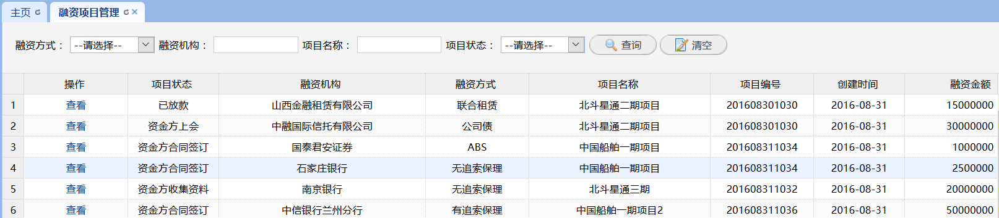 主页 融资项目管理
融资方式： --请选择-- 融资机构： 项目名称： 项目状态： --请选择-- 查询 清空
操作 项目状态 融资机构 融资方式 项目名称 项目编号 创建时间 融资金额
1 查看 已放款 山西金融租赁有限公司 联合租赁 北斗星通二期项目 201608301030 2016-08-31 15000000
2 查看 资金方上会 中融国际信托有限公司 公司债 北斗星通二期项目 201608301030 2016-08-31 30000000
3 查看 资金方合同签订 国泰君安证券 ABS 中国船舶一期项目 201608311034 2016-08-31 1000000
4 查看 资金方合同签订 石家庄银行 无追索保理 中国船舶一期项目 201608311034 2016-08-31 2500000
5 查看 资金方收集资料 南京银行 无追索保理 北斗星通三期 201608311032 2016-08-31 20000000
6 查看 资金方合同签订 中信银行兰州分行 有追索保理 中国船舶一期项目2 201608311036 2016-08-31 50000000